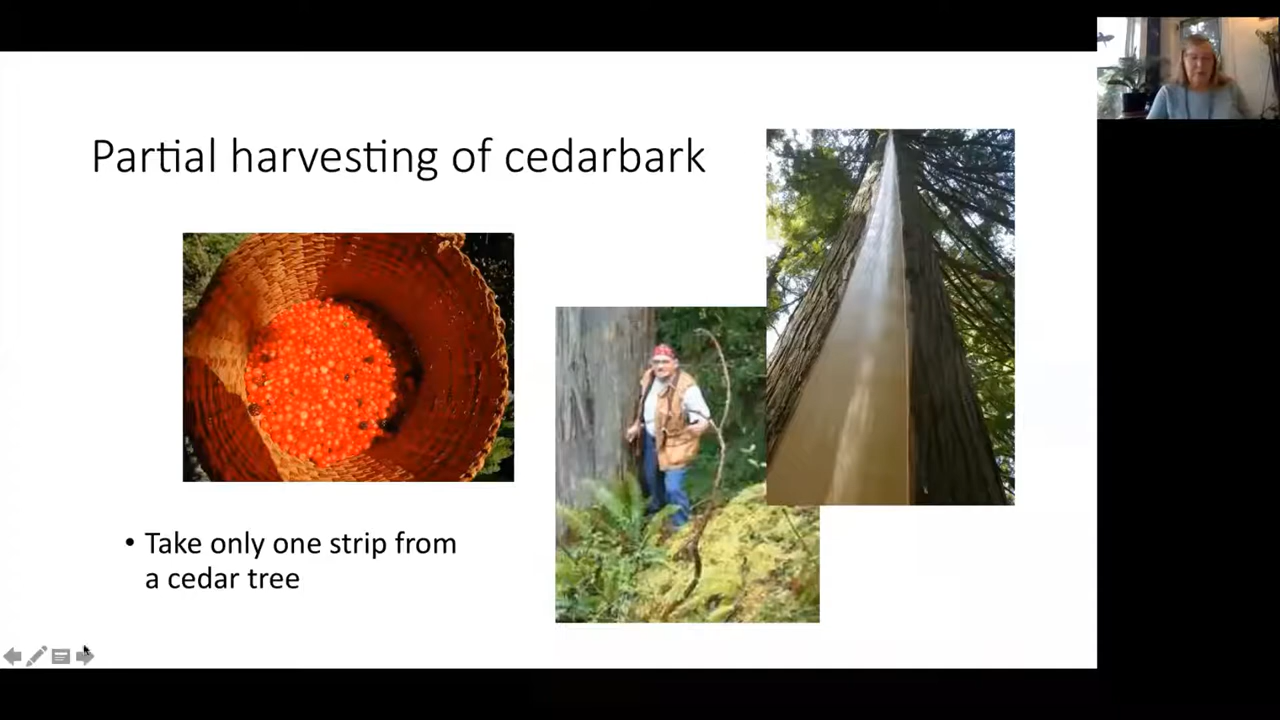 Partial harvesting of cedarbark
• Take only one strip from
a cedar tree